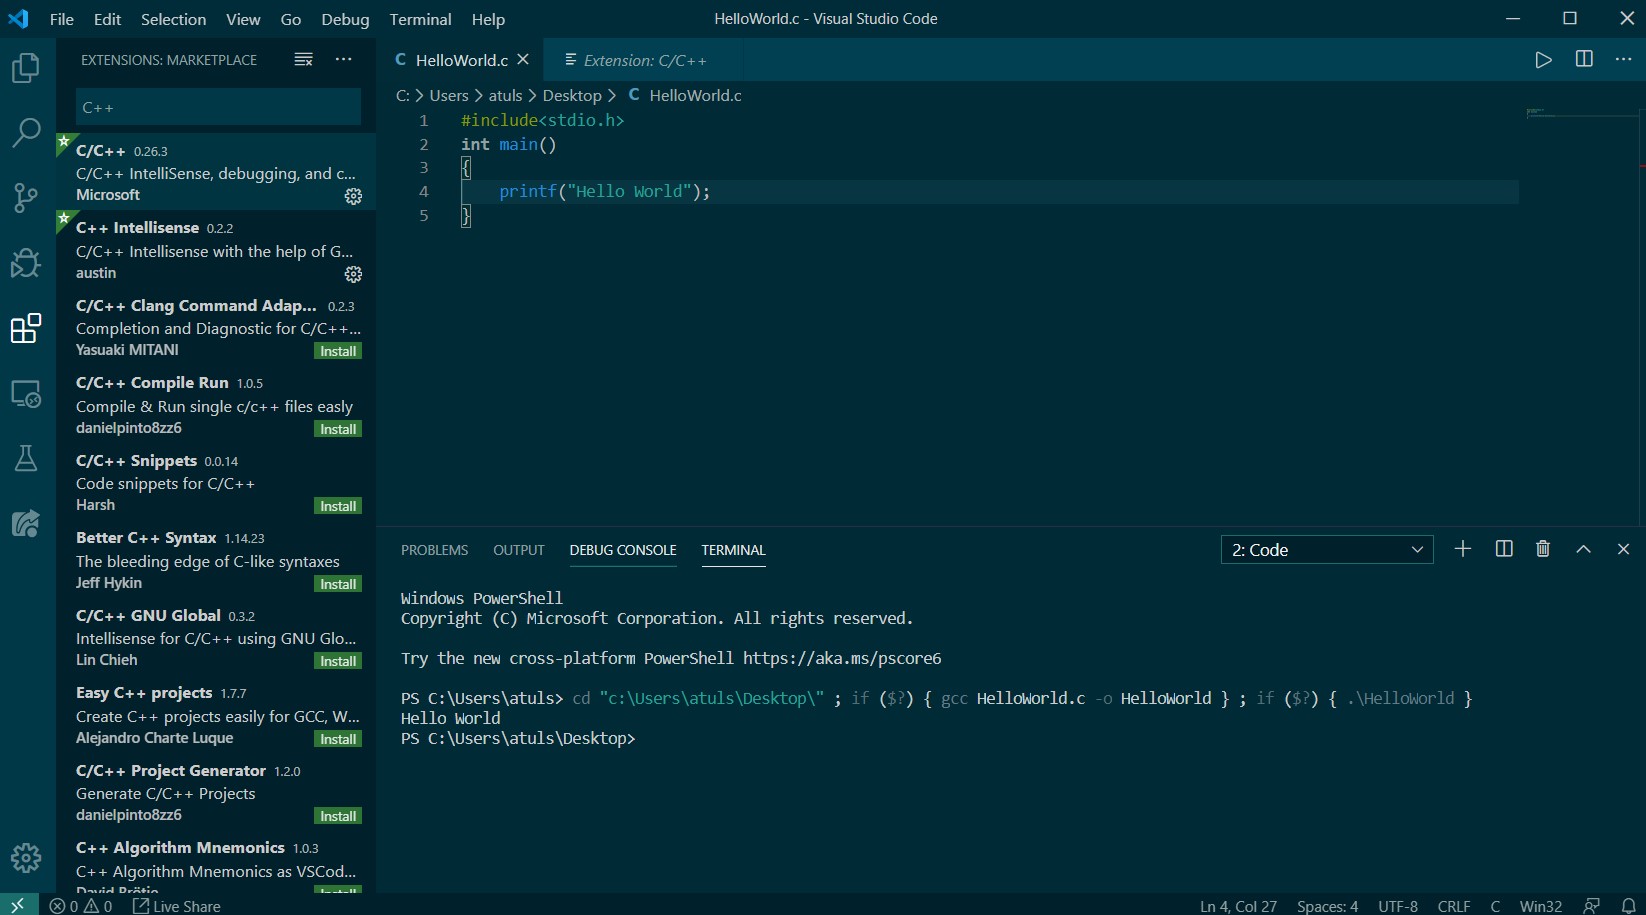 File Edit Selection View Go Debug Terminal Help
HelloWorld.c - Visual Studio Code
EXTENSIONS: MARKETPLACE
C++
C/C++ 0.26.3
C/C++ IntelliSense, debugging, and c...
Microsoft
C++ Intellisense 0.2.2
C/C++ Intellisense with the help of G...
austin
C/C++ Clang Command Adap... 0.2.3
Completion and Diagnostic for C/C++...
Yasuaki MITANI Install
C/C++ Compile Run 1.0.5
Compile & Run single c/c++ files easly
danielpinto8zz6 Install
C/C++ Snippets 0.0.14
Code snippets for C/C++
Harsh Install
Better C++ Syntax 1.14.23
The bleeding edge of C-like syntaxes
Jeff Hykin Install
C/C++ GNU Global 0.3.2
Intellisense for C/C++ using GNU Glo...
Lin Chieh Install
Easy C++ projects 1.7.7
Create C++ projects easily for GCC, W...
Alejandro Charte Luque Install
C/C++ Project Generator 1.2.0
Generate C/C++ Projects
danielpinto8zz6 Install
C++ Algorithm Mnemonics 1.0.3
C++ Algorithm Mnemonics as VSCod...
David Brötje Install
C HelloWorld.c
Extension: C/C++
C: > Users > atuls > Desktop > C HelloWorld.c
1 #include<stdio.h>
2 int main()
3 {
4 printf("Hello World");
5 }
PROBLEMS OUTPUT DEBUG CONSOLE TERMINAL
2: Code
Windows PowerShell
Copyright (C) Microsoft Corporation. All rights reserved.
Try the new cross-platform PowerShell https://aka.ms/pscore6
PS C:\Users\atuls> cd "c:\Users\atuls\Desktop\" ; if ($?) { gcc HelloWorld.c -o HelloWorld } ; if ($?) { .\HelloWorld }
Hello World
PS C:\Users\atuls\Desktop>
0 0 Live Share
Ln 4, Col 27 Spaces: 4 UTF-8 CRLF C Win32